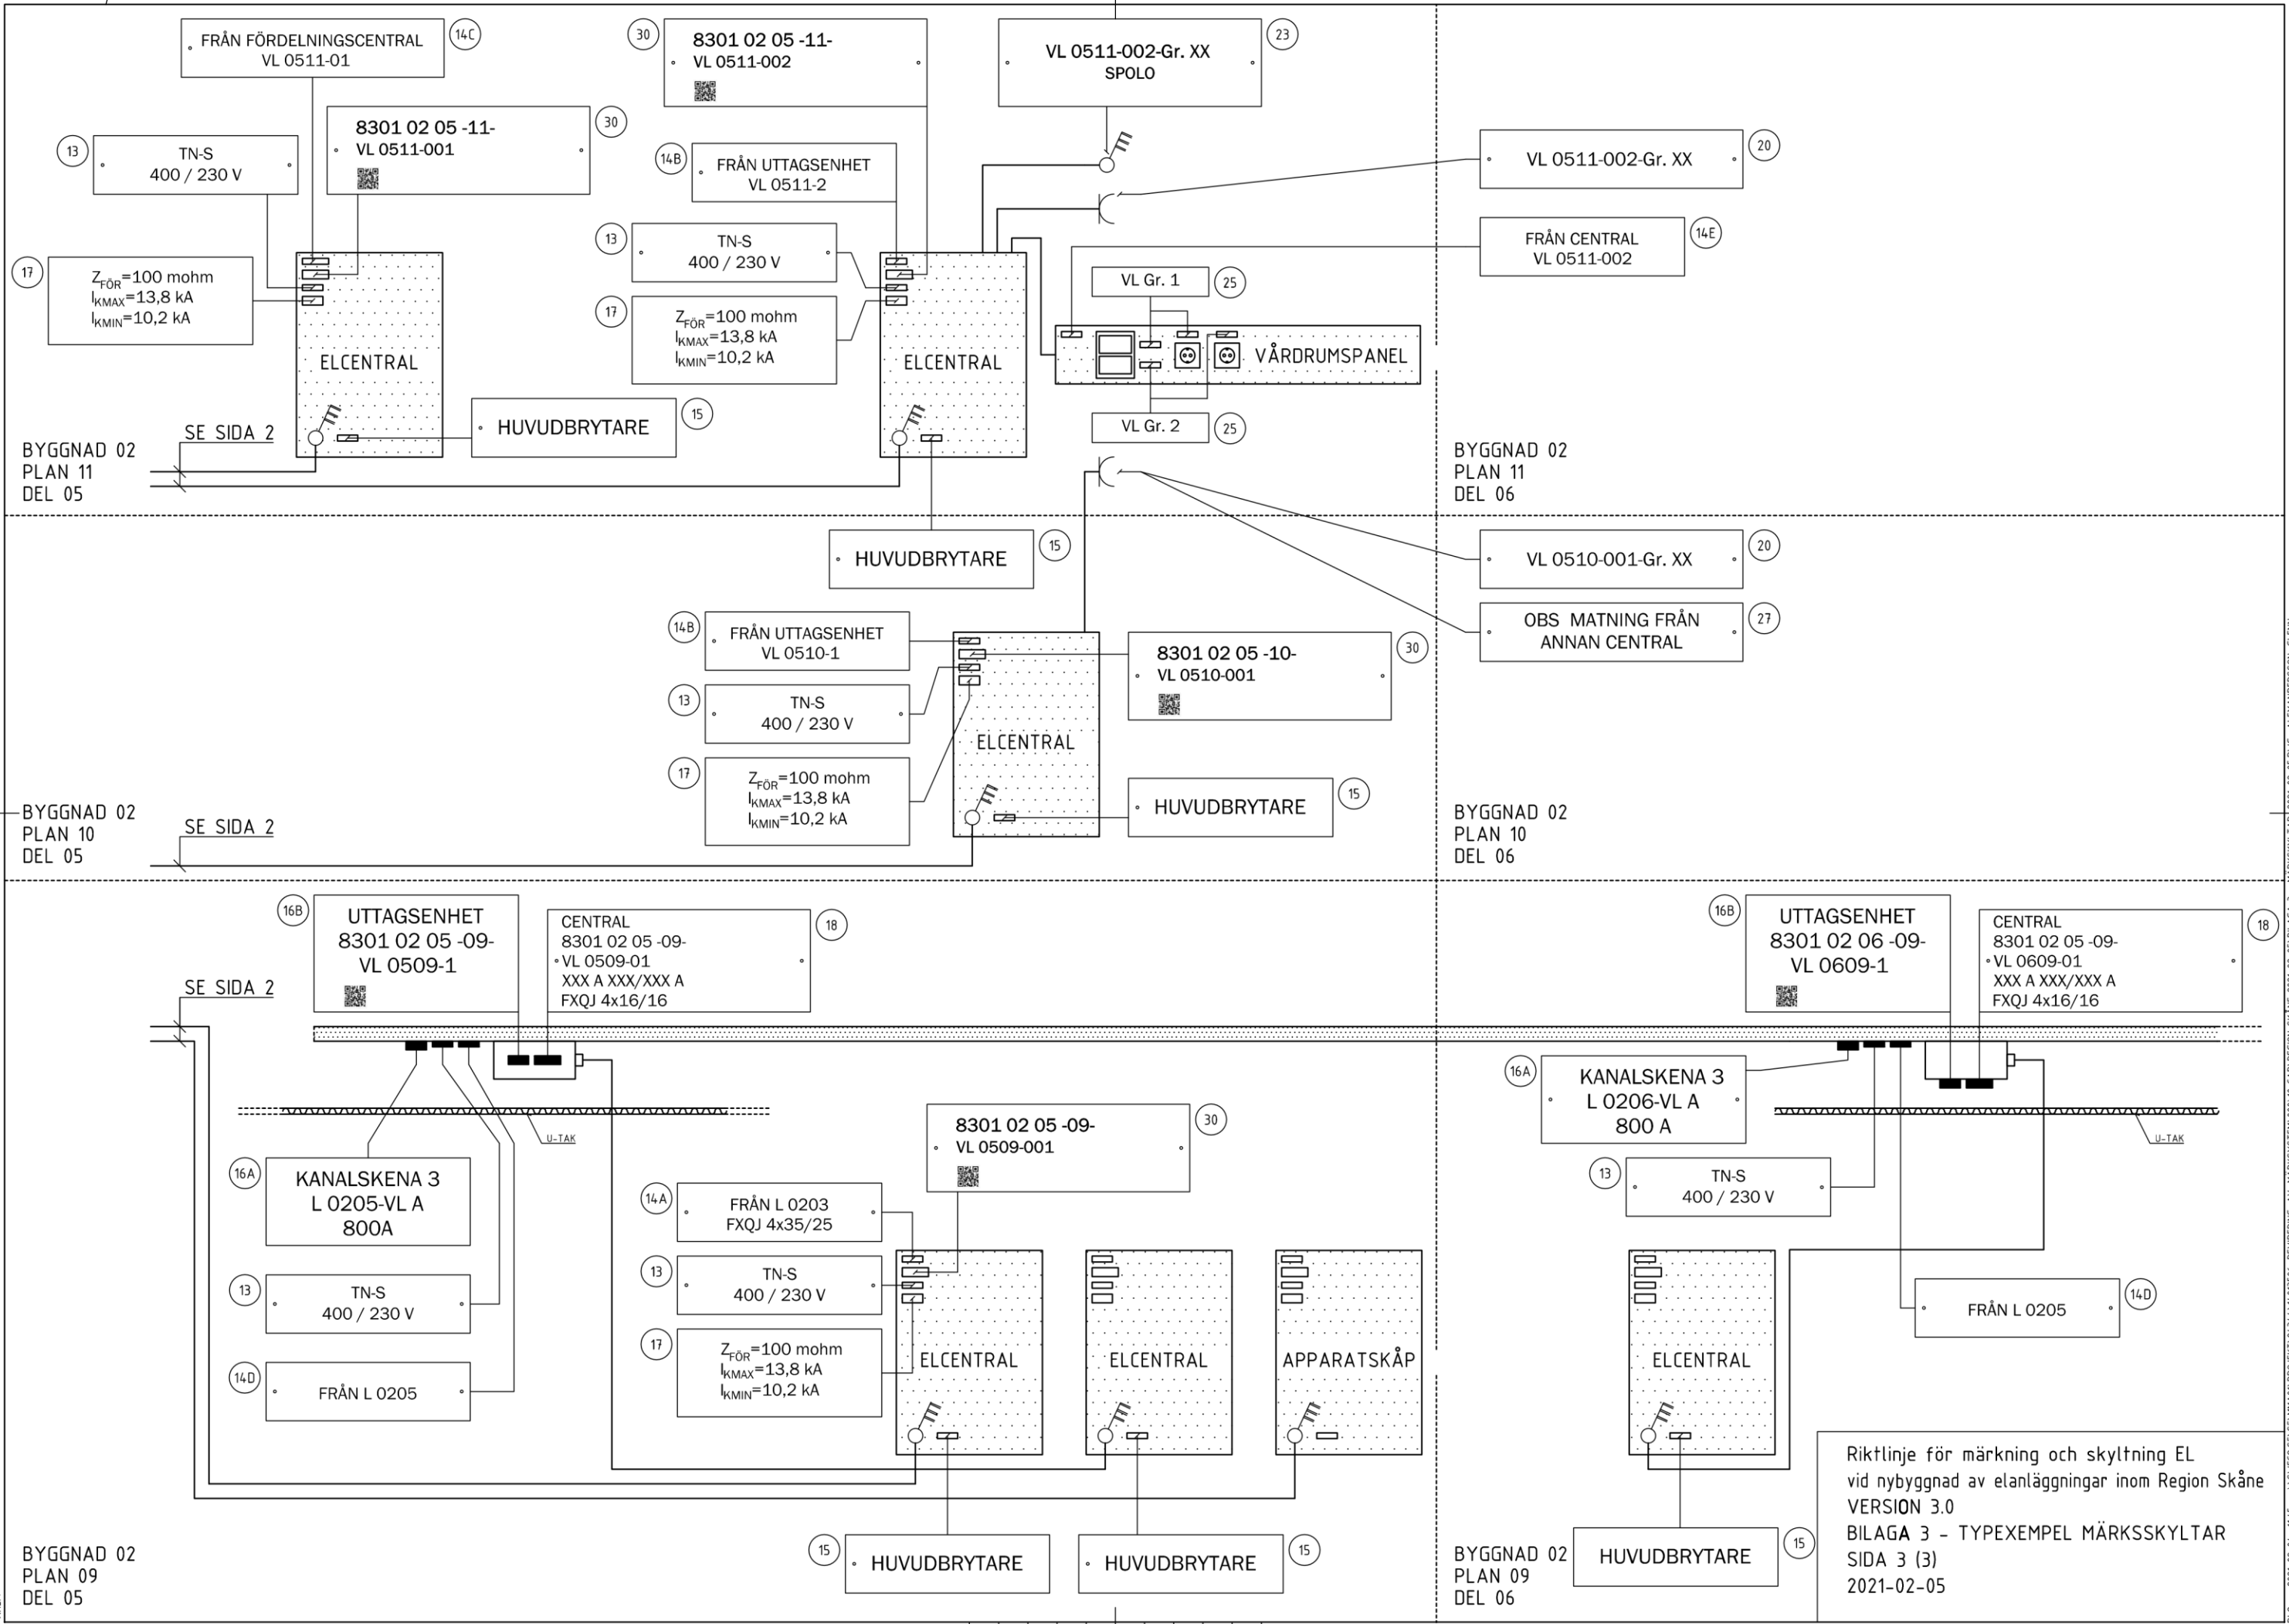 FRÅN FÖRDELNINGSCENTRAL
VL 0511-01
14C
30
8301 02 05 -11-
VL 0511-002
VL 0511-002-Gr. XX
SPOLO
23
13
TN-S
400 / 230 V
8301 02 05 -11-
VL 0511-001
30
14B
FRÅN UTTAGSENHET
VL 0511-2
VL 0511-002-Gr. XX
20
17
Z_FÖR=100 mohm
I_KMAX=13,8 kA
I_KMIN=10,2 kA
13
TN-S
400 / 230 V
FRÅN CENTRAL
VL 0511-002
14E
17
Z_FÖR=100 mohm
I_KMAX=13,8 kA
I_KMIN=10,2 kA
VL Gr. 1
25
ELCENTRAL
ELCENTRAL
VÅRDRUMSPANEL
HUVUDBRYTARE
15
VL Gr. 2
25
SE SIDA 2
BYGGNAD 02
PLAN 11
DEL 05
BYGGNAD 02
PLAN 11
DEL 06
HUVUDBRYTARE
15
VL 0510-001-Gr. XX
20
OBS MATNING FRÅN
ANNAN CENTRAL
27
14B
FRÅN UTTAGSENHET
VL 0510-1
8301 02 05 -10-
VL 0510-001
30
13
TN-S
400 / 230 V
ELCENTRAL
17
Z_FÖR=100 mohm
I_KMAX=13,8 kA
I_KMIN=10,2 kA
HUVUDBRYTARE
15
SE SIDA 2
BYGGNAD 02
PLAN 10
DEL 05
BYGGNAD 02
PLAN 10
DEL 06
16B
UTTAGSENHET
8301 02 05 -09-
VL 0509-1
CENTRAL
8301 02 05 -09-
VL 0509-01
XXX A XXX/XXX A
FXQJ 4x16/16
18
16B
UTTAGSENHET
8301 02 06 -09-
VL 0609-1
CENTRAL
8301 02 05 -09-
VL 0609-01
XXX A XXX/XXX A
FXQJ 4x16/16
18
SE SIDA 2
U-TAK
16A
KANALSKENA 3
L 0206-VL A
800 A
U-TAK
8301 02 05 -09-
VL 0509-001
30
16A
KANALSKENA 3
L 0205-VL A
800A
14A
FRÅN L 0203
FXQJ 4x35/25
13
TN-S
400 / 230 V
13
TN-S
400 / 230 V
13
TN-S
400 / 230 V
FRÅN L 0205
14D
14D
FRÅN L 0205
17
Z_FÖR=100 mohm
I_KMAX=13,8 kA
I_KMIN=10,2 kA
ELCENTRAL
ELCENTRAL
APPARATSKÅP
ELCENTRAL
15
HUVUDBRYTARE
HUVUDBRYTARE
15
HUVUDBRYTARE
15
BYGGNAD 02
PLAN 09
DEL 05
BYGGNAD 02
PLAN 09
DEL 06
Riktlinje för märkning och skyltning EL
vid nybyggnad av elanläggningar inom Region Skåne
VERSION 3.0
BILAGA 3 - TYPEXEMPEL MÄRKSSKYLTAR
SIDA 3 (3)
2021-02-05